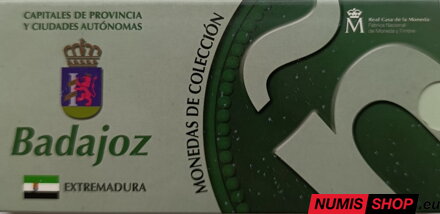 CAPITALES DE PROVINCIA
Y CIUDADES AUTÓNOMAS
Badajoz
EXTREMADURA
MONEDAS DE COLECCIÓN
M
Real Casa de la Moneda
Fábrica Nacional
de Moneda y Timbre
NUMIS SHOP.eu